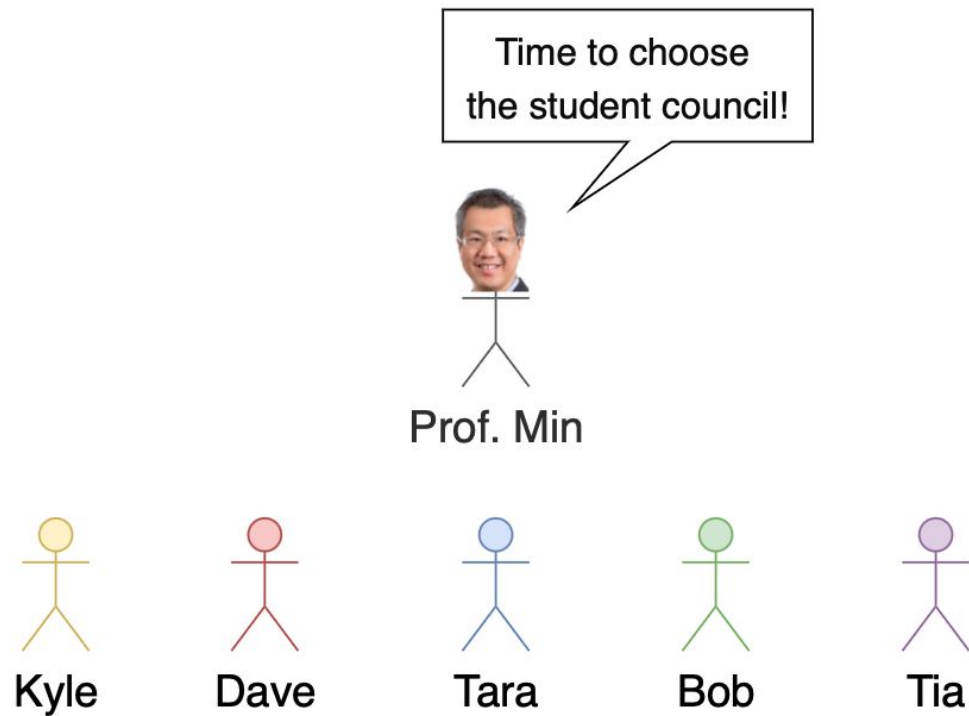 Time to choose
the student council!
Prof. Min
Kyle Dave Tara Bob Tia